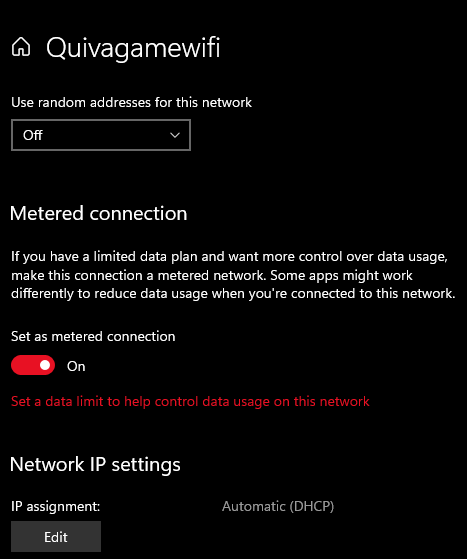 Quivagamewifi
Use random addresses for this network
Off
Metered connection
If you have a limited data plan and want more control over data usage,
make this connection a metered network. Some apps might work
differently to reduce data usage when you're connected to this network.
Set as metered connection
On
Set a data limit to help control data usage on this network
Network IP settings
IP assignment: Automatic (DHCP)
Edit